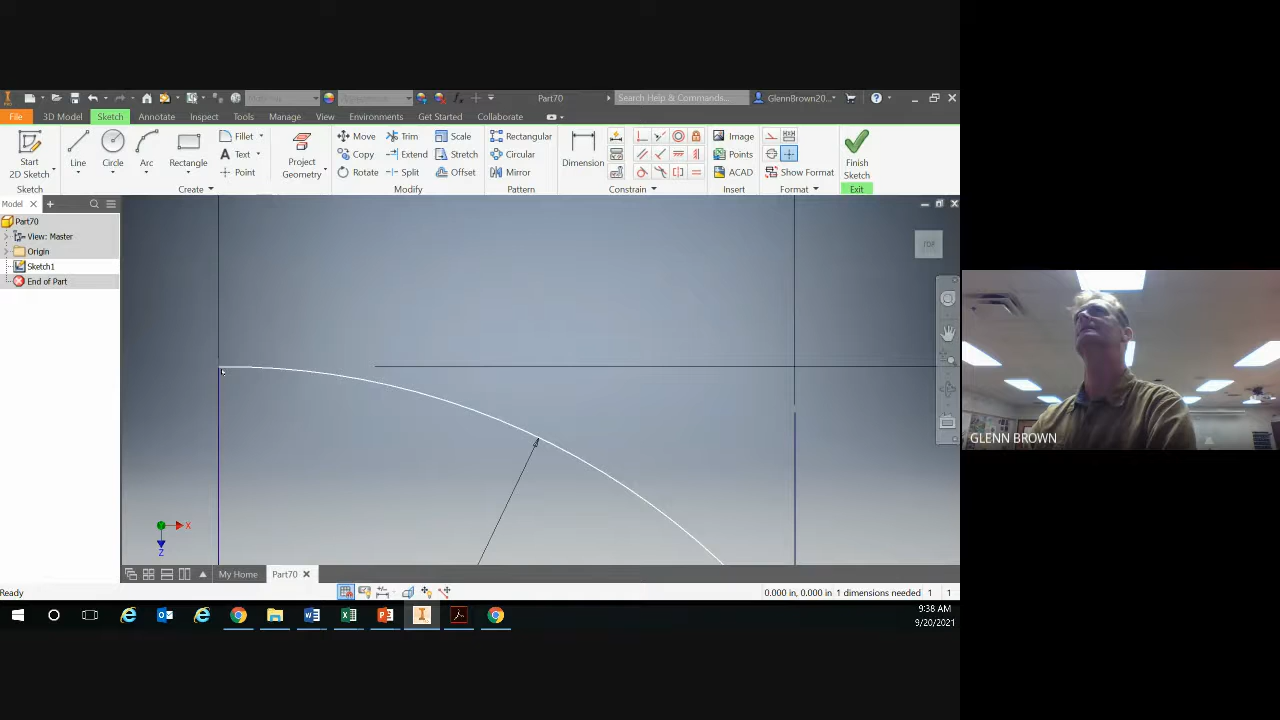 Part70
Search Help & Commands...
GlennBrown20...
File 3D Model Sketch Annotate Inspect Tools Manage View Environments Get Started Collaborate
Start
2D Sketch
Line
Circle
Arc
Rectangle
Fillet
Text
Point
Project
Geometry
Move
Copy
Rotate
Trim
Extend
Split
Scale
Stretch
Offset
Rectangular
Circular
Mirror
Dimension
Image
Points
ACAD
Show Format
Finish
Sketch
Sketch
Create
Modify
Pattern
Constrain
Insert
Format
Exit
Model
Part70
View: Master
Origin
Sketch1
End of Part
TOP
X
Z
GLENN BROWN
My Home
Part70
Ready
0.000 in, 0.000 in 1 dimensions needed 1 1
9:38 AM
9/20/2021